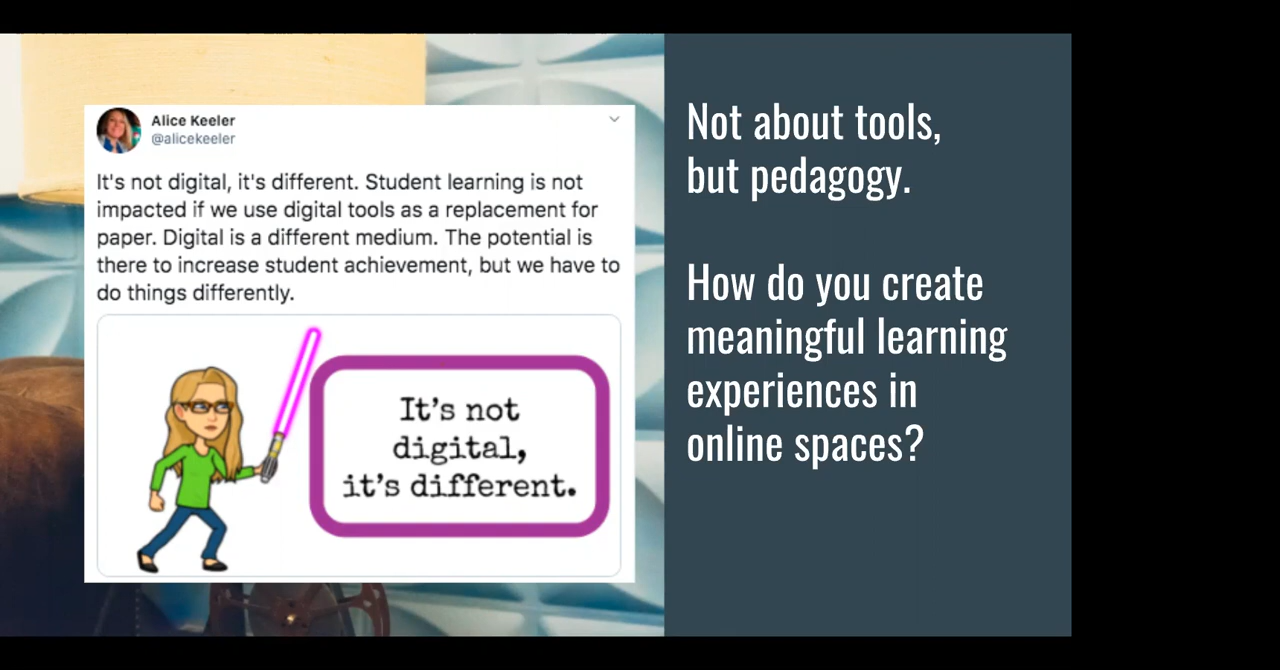 Alice Keeler
@alicekeeler
It's not digital, it's different. Student learning is not
impacted if we use digital tools as a replacement for
paper. Digital is a different medium. The potential is
there to increase student achievement, but we have to
do things differently.
It's not
digital,
it's different.
Not about tools,
but pedagogy.
How do you create
meaningful learning
experiences in
online spaces?